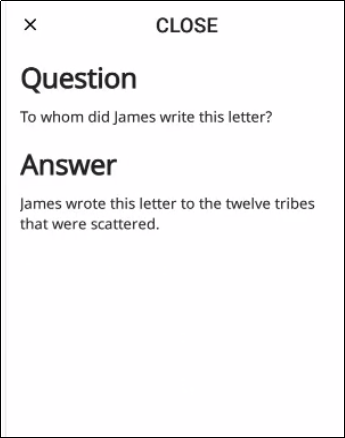 × CLOSE
Question
To whom did James write this letter?
Answer
James wrote this letter to the twelve tribes
that were scattered.